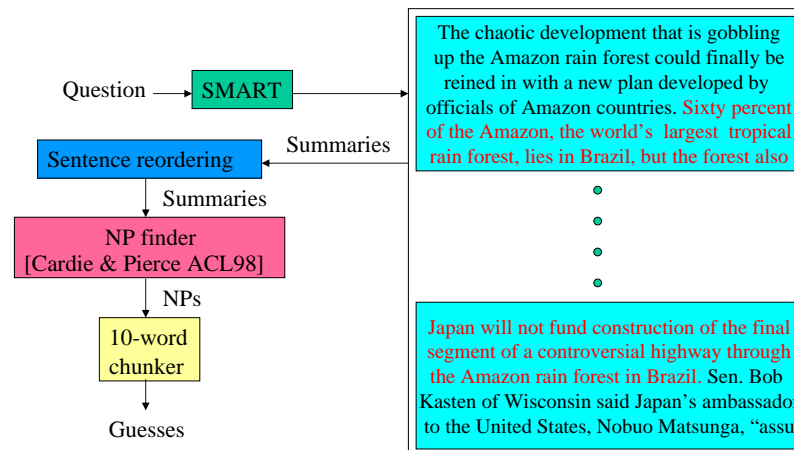 Question
SMART
Summaries
Sentence reordering
Summaries
NP finder
[Cardie & Pierce ACL98]
NPs
10-word
chunker
Guesses
The chaotic development that is gobbling
up the Amazon rain forest could finally be
reined in with a new plan developed by
officials of Amazon countries. Sixty percent
of the Amazon, the world's largest tropical
rain forest, lies in Brazil, but the forest also
Japan will not fund construction of the final
segment of a controversial highway through
the Amazon rain forest in Brazil. Sen. Bob
Kasten of Wisconsin said Japan's ambassador
to the United States, Nobuo Matsunga, “assu